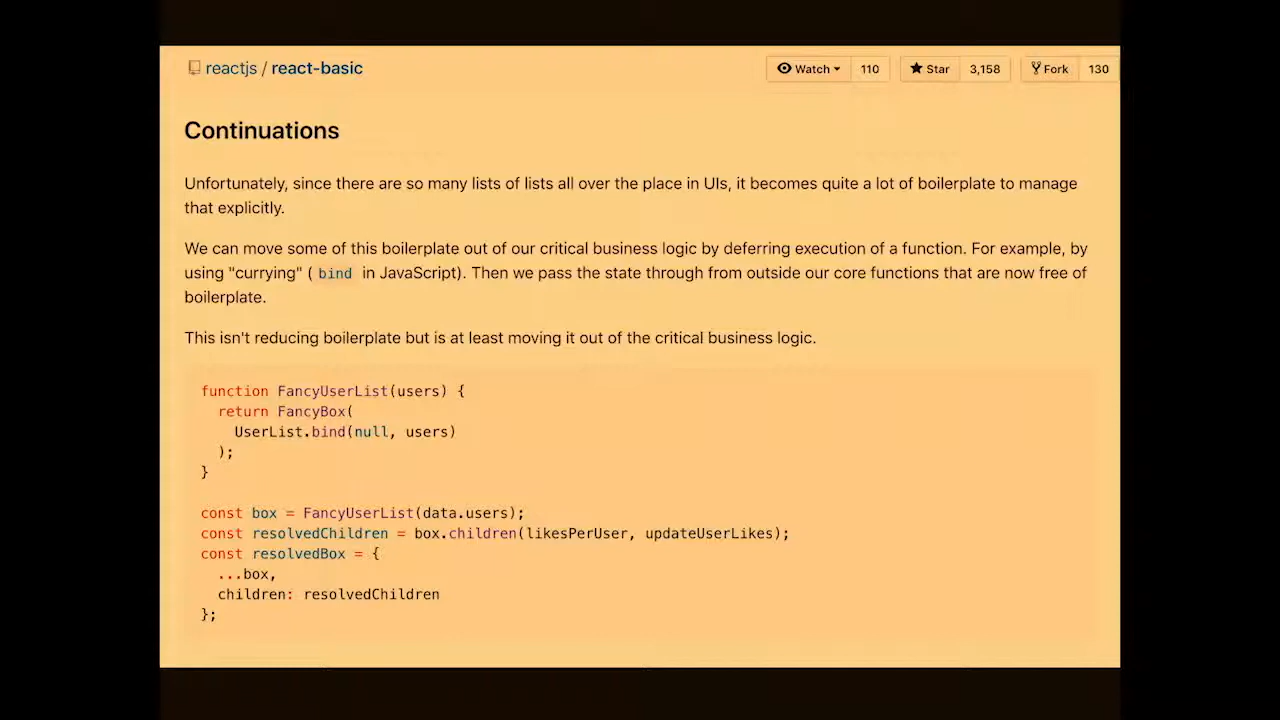 reactjs / react-basic
Watch 110 Star 3,158 Fork 130
Continuations
Unfortunately, since there are so many lists of lists all over the place in UIs, it becomes quite a lot of boilerplate to manage
that explicitly.
We can move some of this boilerplate out of our critical business logic by deferring execution of a function. For example, by
using "currying" ( bind in JavaScript). Then we pass the state through from outside our core functions that are now free of
boilerplate.
This isn't reducing boilerplate but is at least moving it out of the critical business logic.
function FancyUserList(users) {
  return FancyBox(
    UserList.bind(null, users)
  );
}
const box = FancyUserList(data.users);
const resolvedChildren = box.children(likesPerUser, updateUserLikes);
const resolvedBox = {
  ...box,
  children: resolvedChildren
};